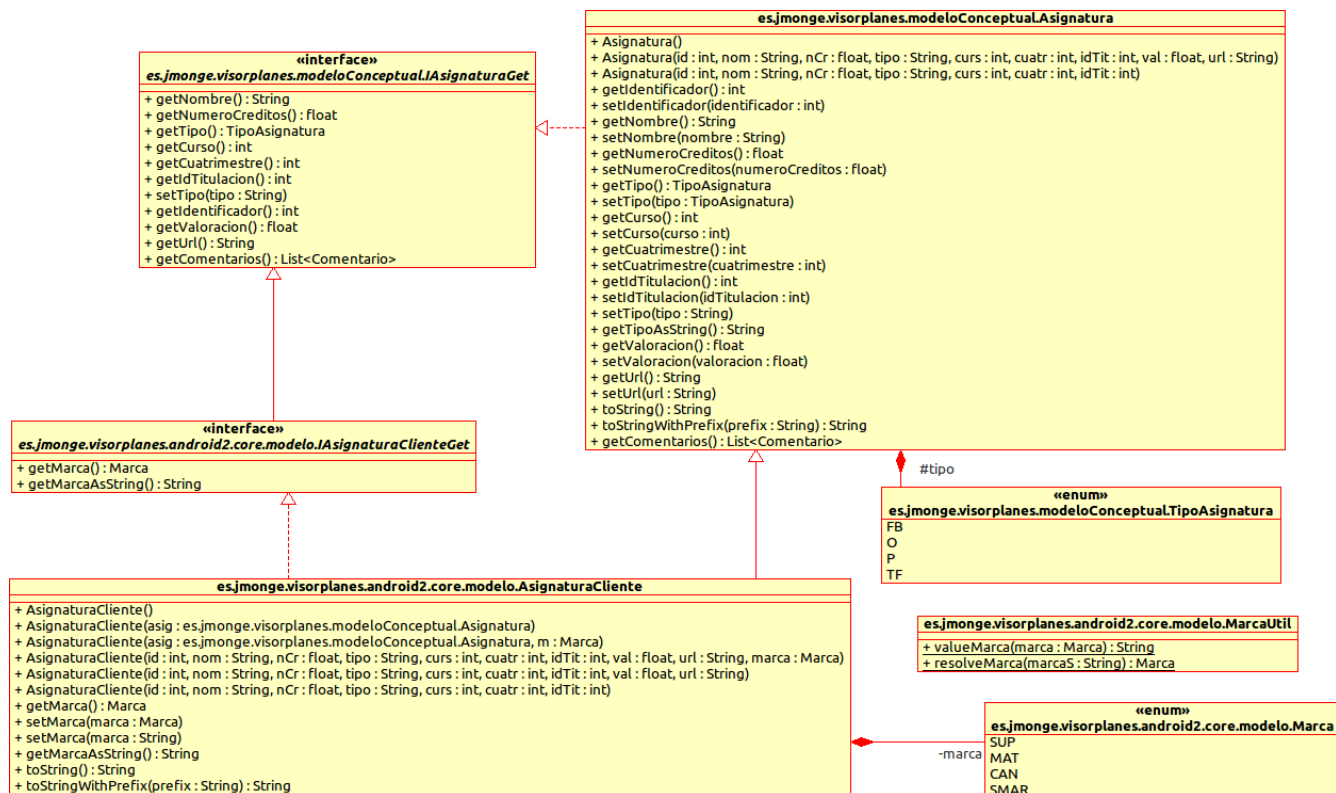 es.jmonge.visorplanes.modeloConceptual.Asignatura
+ Asignatura()
+ Asignatura(id : int, nom : String, nCr : float, tipo : String, curs : int, cuatr : int, idTit : int, val : float, url : String)
+ Asignatura(id : int, nom : String, nCr : float, tipo : String, curs : int, cuatr : int, idTit : int)
+ getIdentificador() : int
+ setIdentificador(identificador : int)
+ getNombre() : String
+ setNombre(nombre : String)
+ getNumeroCreditos() : float
+ setNumeroCreditos(numeroCreditos : float)
+ getTipo() : TipoAsignatura
+ setTipo(tipo : TipoAsignatura)
+ getCurso() : int
+ setCurso(curso : int)
+ getCuatrimestre() : int
+ setCuatrimestre(cuatrimestre : int)
+ getIdTitulacion() : int
+ setIdTitulacion(idTitulacion : int)
+ setTipo(tipo : String)
+ getTipoAsString() : String
+ getValoracion() : float
+ setValoracion(valoracion : float)
+ getUrl() : String
+ setUrl(url : String)
+ toString() : String
+ toStringWithPrefix(prefix : String) : String
+ getComentarios() : List<Comentario>
«interface»
es.jmonge.visorplanes.modeloConceptual.IAsignaturaGet
+ getNombre() : String
+ getNumeroCreditos() : float
+ getTipo() : TipoAsignatura
+ getCurso() : int
+ getCuatrimestre() : int
+ getIdTitulacion() : int
+ setTipo(tipo : String)
+ getIdentificador() : int
+ getValoracion() : float
+ getUrl() : String
+ getComentarios() : List<Comentario>
«interface»
es.jmonge.visorplanes.android2.core.modelo.IAsignaturaClienteGet
+ getMarca() : Marca
+ getMarcaAsString() : String
#tipo
«enum»
es.jmonge.visorplanes.modeloConceptual.TipoAsignatura
FB
O
P
TF
es.jmonge.visorplanes.android2.core.modelo.AsignaturaCliente
+ AsignaturaCliente()
+ AsignaturaCliente(asig : es.jmonge.visorplanes.modeloConceptual.Asignatura)
+ AsignaturaCliente(asig : es.jmonge.visorplanes.modeloConceptual.Asignatura, m : Marca)
+ AsignaturaCliente(id : int, nom : String, nCr : float, tipo : String, curs : int, cuatr : int, idTit : int, val : float, url : String, marca : Marca)
+ AsignaturaCliente(id : int, nom : String, nCr : float, tipo : String, curs : int, cuatr : int, idTit : int, val : float, url : String)
+ AsignaturaCliente(id : int, nom : String, nCr : float, tipo : String, curs : int, cuatr : int, idTit : int)
+ getMarca() : Marca
+ setMarca(marca : Marca)
+ setMarca(marca : String)
+ getMarcaAsString() : String
+ toString() : String
+ toStringWithPrefix(prefix : String) : String
es.jmonge.visorplanes.android2.core.modelo.MarcaUtil
+ valueMarca(marca : Marca) : String
+ resolveMarca(marcaS : String) : Marca
-marca
«enum»
es.jmonge.visorplanes.android2.core.modelo.Marca
SUP
MAT
CAN
SMAR